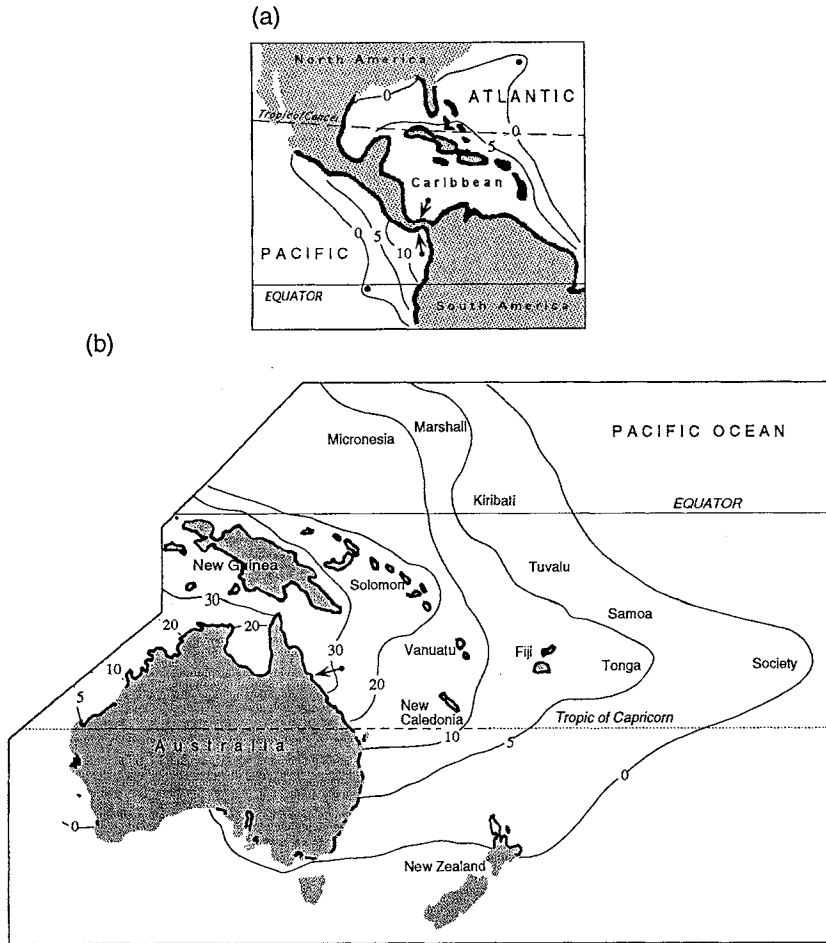 (a)
North America
0
ATLANTIC
Tropic of Cancer
0
5
Caribbean
0
5
10
PACIFIC
EQUATOR
South America
(b)
Micronesia
Marshall
PACIFIC OCEAN
Kiribati
EQUATOR
New Guinea
Solomon
Tuvalu
30
Samoa
20
20
30
Vanuatu
Fiji
10
Tonga
Society
20
5
New
Caledonia
Tropic of Capricorn
10
5
Australia
0
0
New Zealand